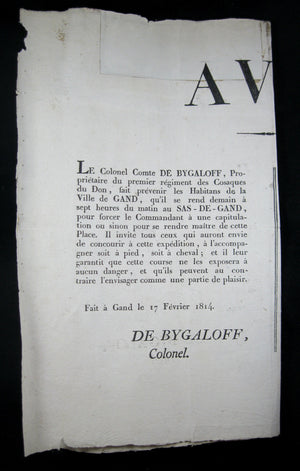 AV
LE Colonel Comte DE BYGALOFF, Pro-
priétaire du premier régiment des Cosaques
du Don, fait prévenir les Habitans de la
Ville de GAND, qu'il se rend demain à
sept heures du matin au SAS-DE-GAND,
pour forcer le Commandant à une capitula-
tion ou sinon pour se rendre maître de cette
Place. Il invite tous ceux qui auront envie
de concourir à cette expédition, à l'accompa-
gner soit à pied, soit à cheval; et il leur
garantit que cette course ne les exposera à
aucun danger, et qu'ils peuvent au con-
traire l'envisager comme une partie de plaisir.
Fait à Gand le 17 Février 1814.
DE BYGALOFF,
Colonel.